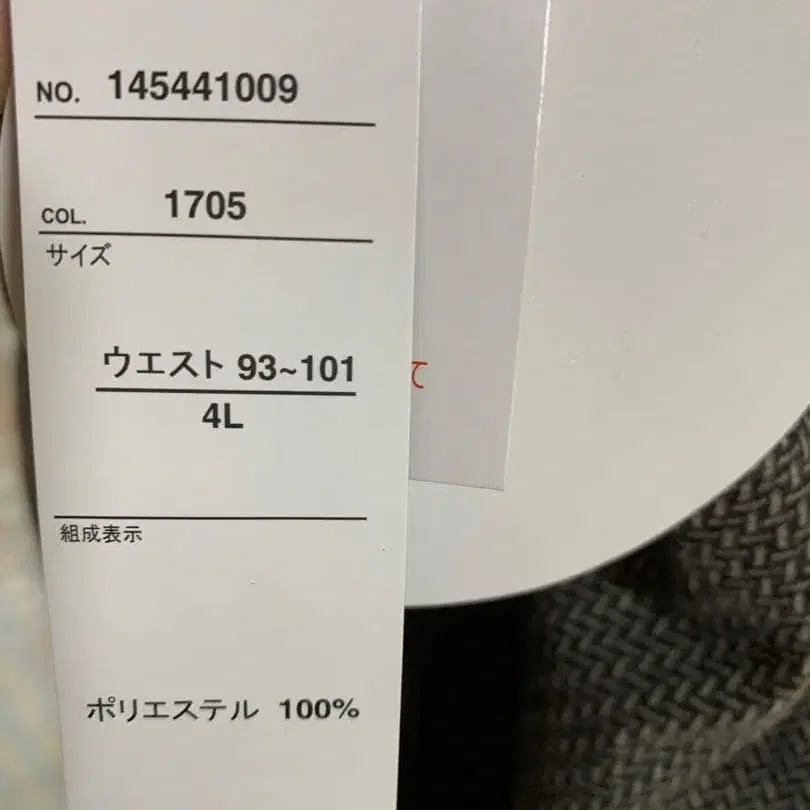 NO. 145441009
COL. 1705
サイズ
ウエスト 93~101
4L
組成表示
ポリエステル 100%
て